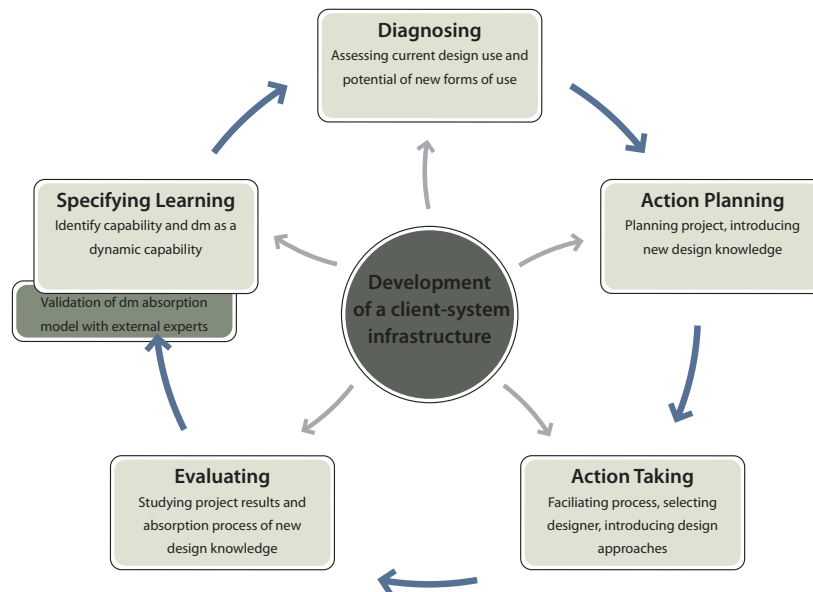 Diagnosing
Assessing current design use and
potential of new forms of use
Action Planning
Planning project, introducing
new design knowledge
Action Taking
Faciliating process, selecting
designer, introducing design
approaches
Evaluating
Studying project results and
absorption process of new
design knowledge
Specifying Learning
Identify capability and dm as a
dynamic capability
Validation of dm absorption
model with external experts
Development
of a client-system
infrastructure